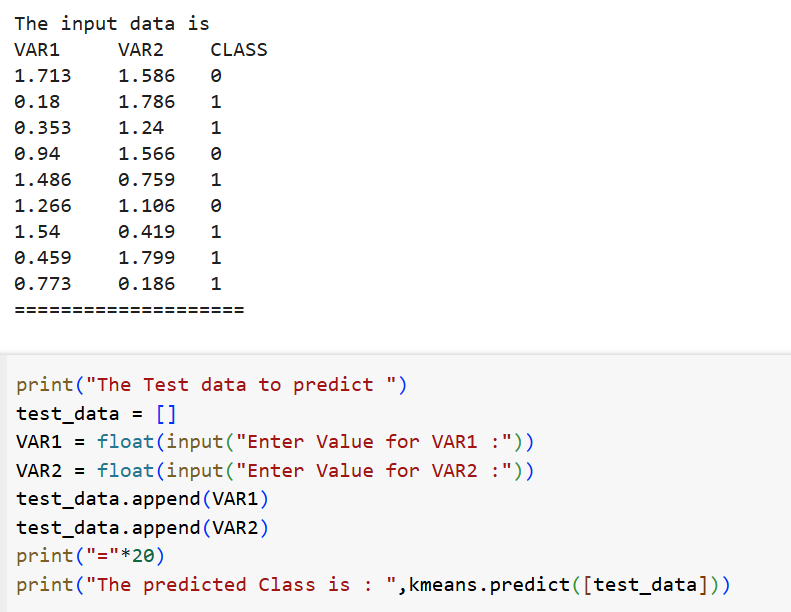 The input data is
VAR1     VAR2    CLASS
1.713    1.586   0
0.18     1.786   1
0.353    1.24    1
0.94     1.566   0
1.486    0.759   1
1.266    1.106   0
1.54     0.419   1
0.459    1.799   1
0.773    0.186   1
====================
print("The Test data to predict ")
test_data = []
VAR1 = float(input("Enter Value for VAR1 :"))
VAR2 = float(input("Enter Value for VAR2 :"))
test_data.append(VAR1)
test_data.append(VAR2)
print("="*20)
print("The predicted Class is : ",kmeans.predict([test_data]))